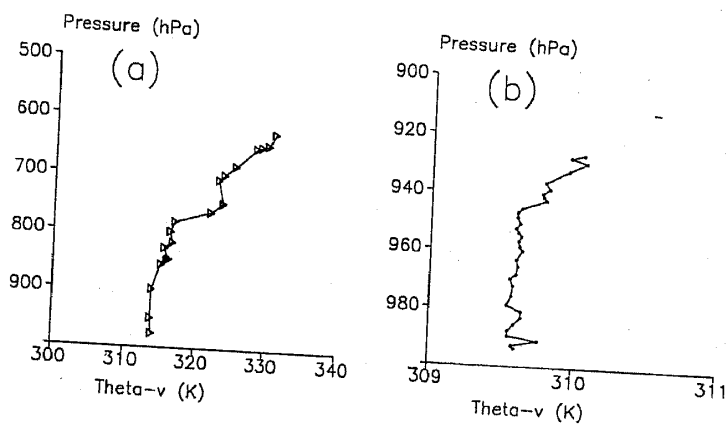 Pressure (hPa)
(a)
500
600
700
800
900
300 310 320 330 340
Theta-v (K)
Pressure (hPa)
(b)
900
920
940
960
980
309 310 311
Theta-v (K)